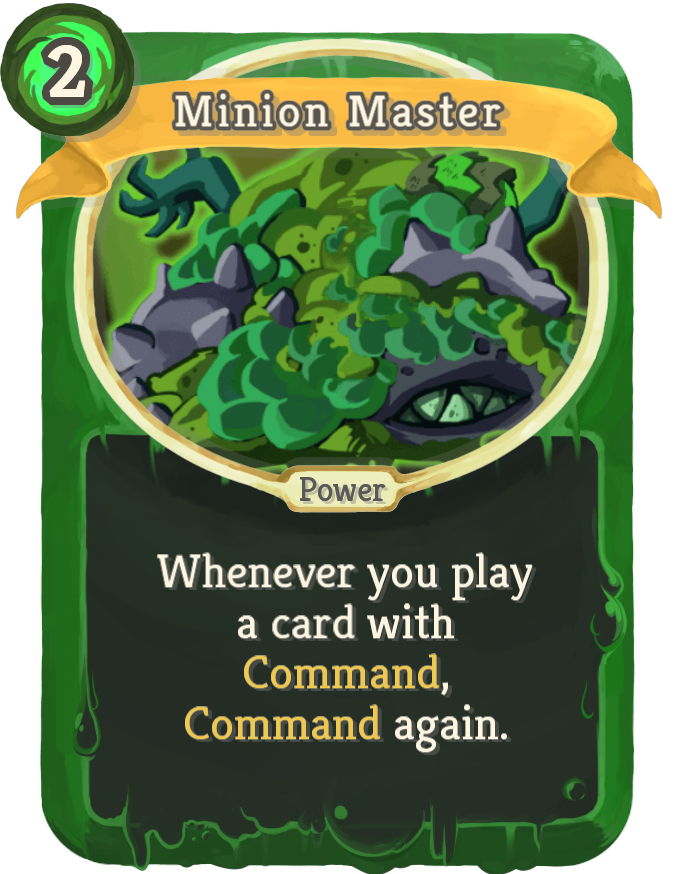 2
Minion Master
Power
Whenever you play
a card with
Command,
Command again.